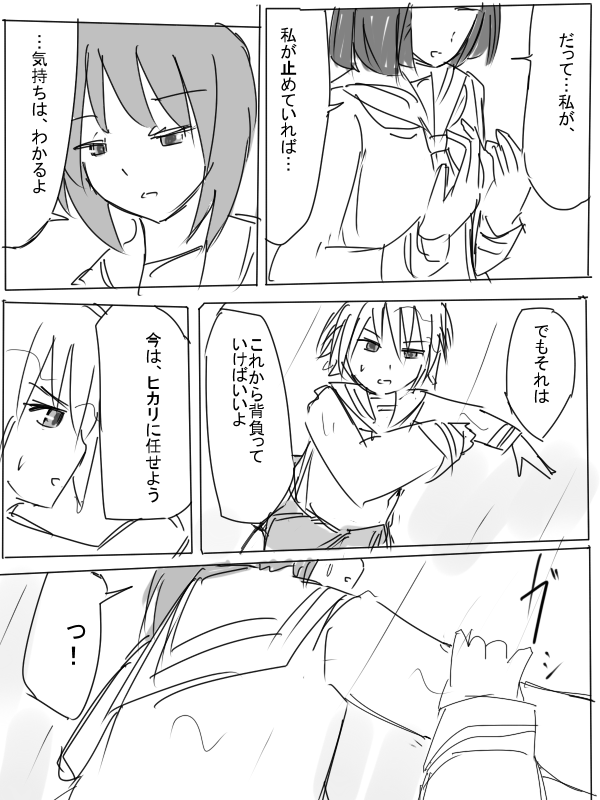 だって…私が、
私が止めていれば…
…気持ちは、わかるよ
でもそれは
これから背負って
いけばいいよ
今は、ヒカリに任せよう
ガ
っ！